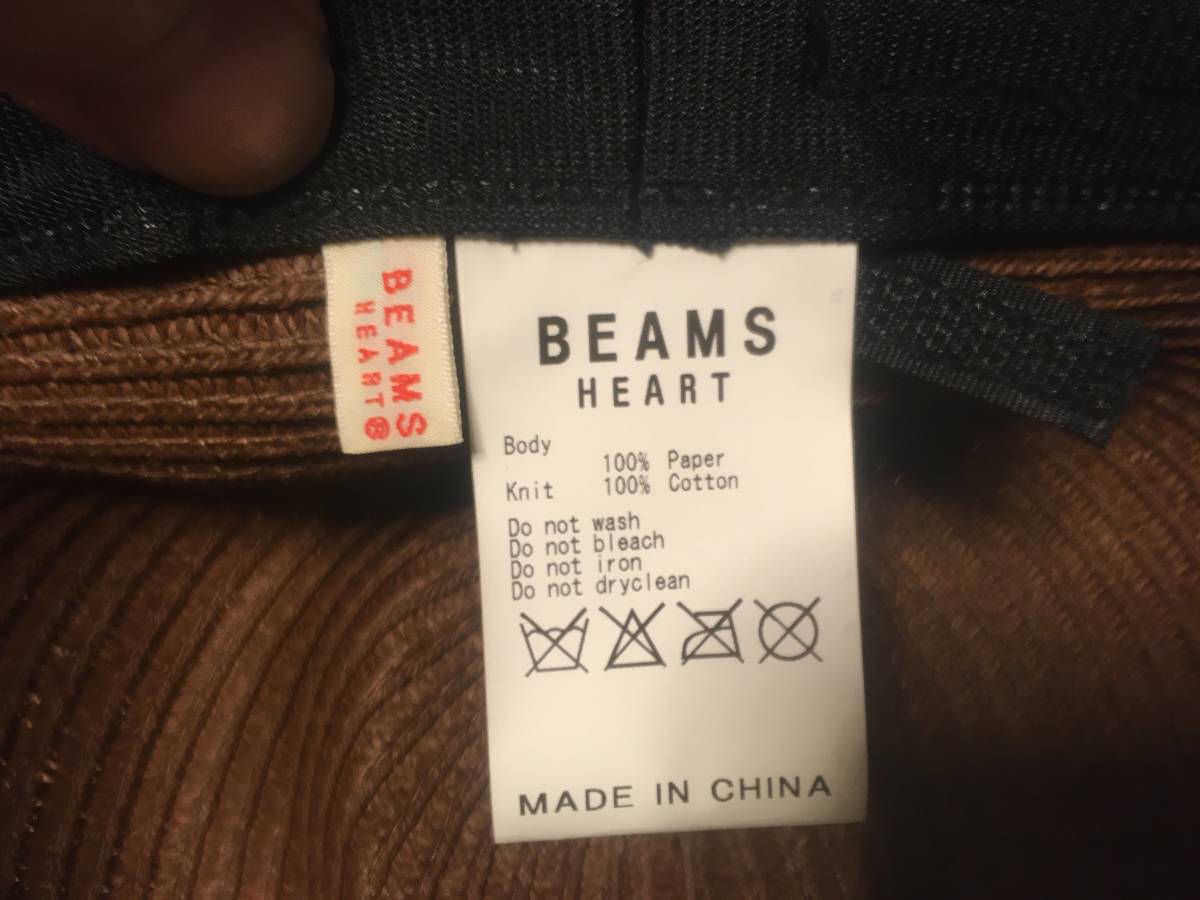 BEAMS
HEART®
BEAMS
HEART
Body
100% Paper
Knit 100% Cotton
Do not wash
Do not bleach
Do not iron
Do not dryclean
MADE IN CHINA